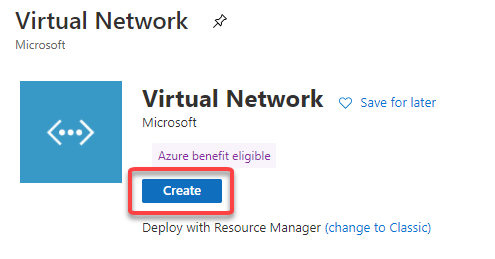 Virtual Network
Microsoft
Virtual Network
Save for later
Microsoft
Azure benefit eligible
Create
Deploy with Resource Manager (change to Classic)